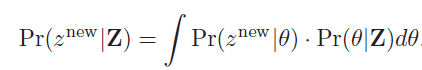 Pr(z^new|Z) = ∫ Pr(z^new|θ) · Pr(θ|Z)dθ.